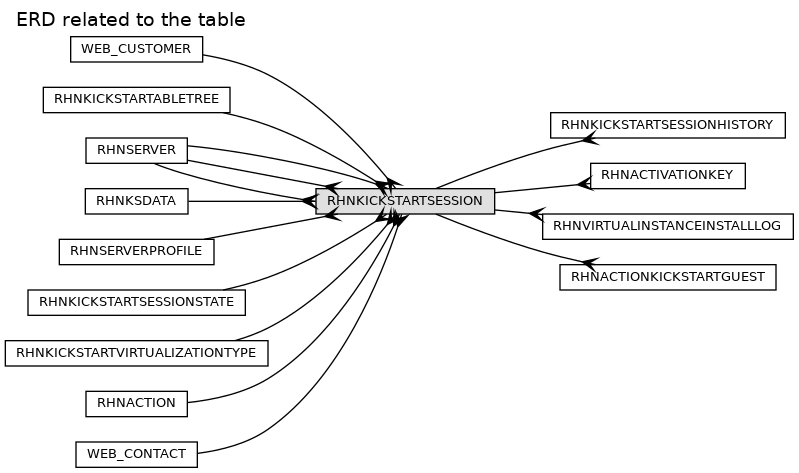 ERD related to the table
WEB_CUSTOMER
RHNKICKSTARTABLETREE
RHNSERVER
RHNKSDATA
RHNSERVERPROFILE
RHNKICKSTARTSESSIONSTATE
RHNKICKSTARTVIRTUALIZATIONTYPE
RHNACTION
WEB_CONTACT
RHNKICKSTARTSESSION
RHNKICKSTARTSESSIONHISTORY
RHNACTIVATIONKEY
RHNVIRTUALINSTANCEINSTALLLOG
RHNACTIONKICKSTARTGUEST